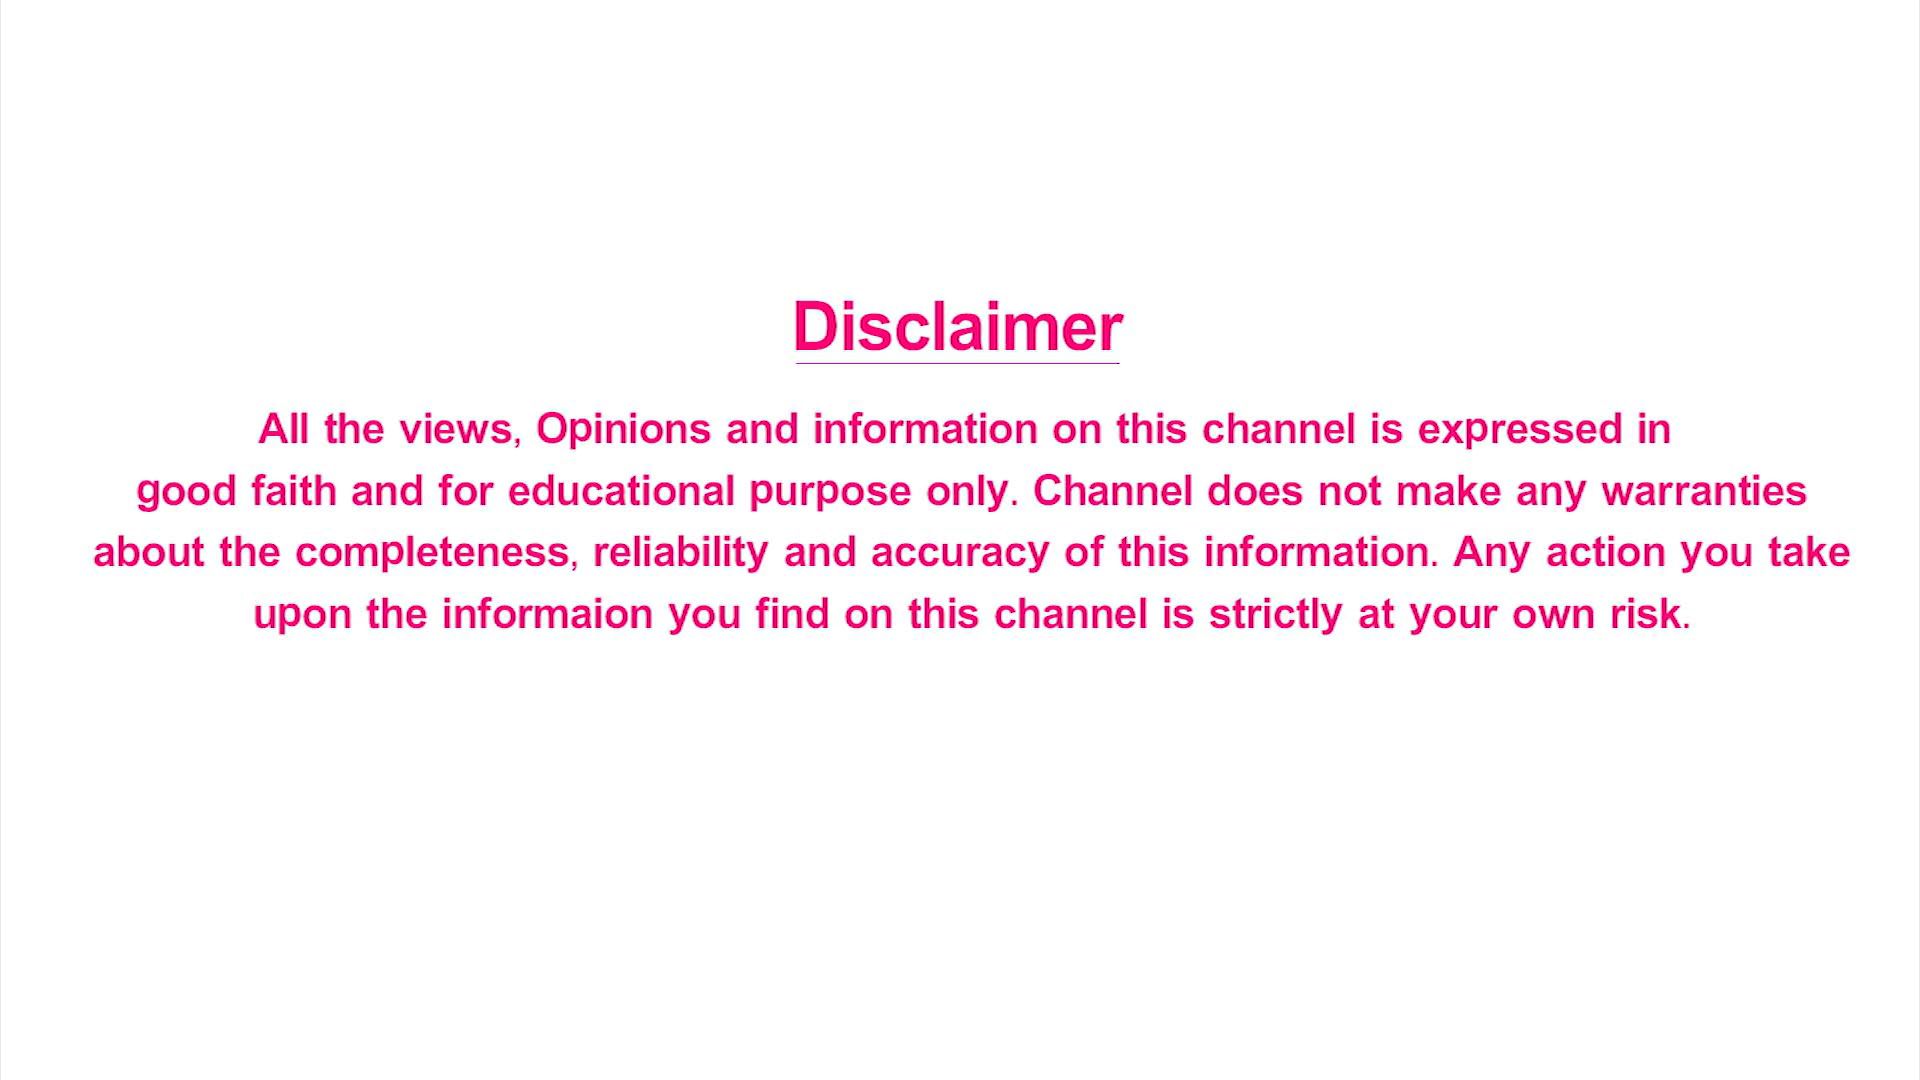 Disclaimer
All the views, Opinions and information on this channel is expressed in
good faith and for educational purpose only. Channel does not make any warranties
about the completeness, reliability and accuracy of this information. Any action you take
upon the informaion you find on this channel is strictly at your own risk.